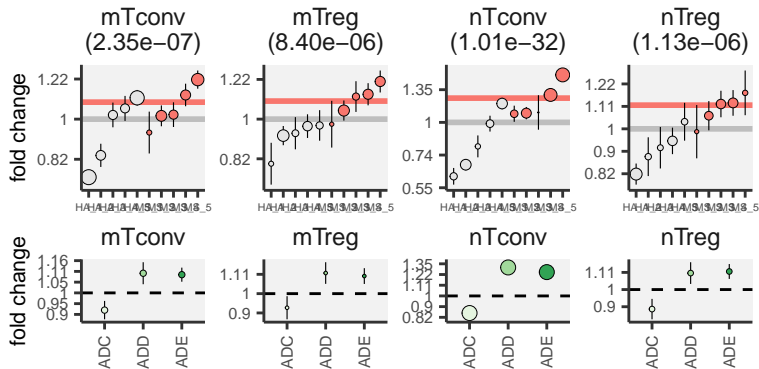 mTconv
(2.35e−07)
mTreg
(8.40e−06)
nTconv
(1.01e−32)
nTreg
(1.13e−06)
fold change
1.22
1
0.82
1.22
1
0.82
1.35
1
0.74
0.55
1.22
1.11
1
0.9
0.82
mTconv
mTreg
nTconv
nTreg
fold change
1.16
1.11
1.05
1
0.95
0.9
1.11
1
0.9
1.35
1.22
1.11
1
0.9
0.82
1.11
1
0.9
ADC
ADD
ADE
ADC
ADD
ADE
ADC
ADD
ADE
ADC
ADD
ADE